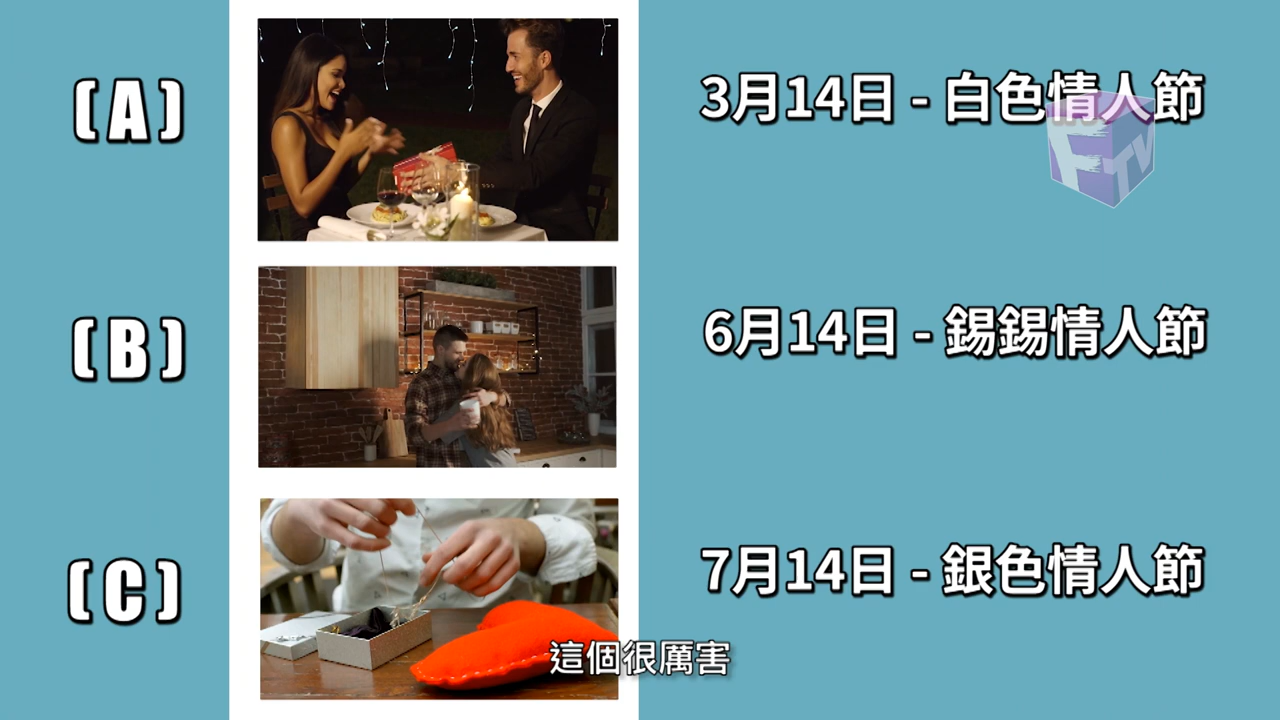 (A)
3月14日 - 白色情人節
FTV
(B)
6月14日 - 錫錫情人節
(C)
7月14日 - 銀色情人節
這個很厲害